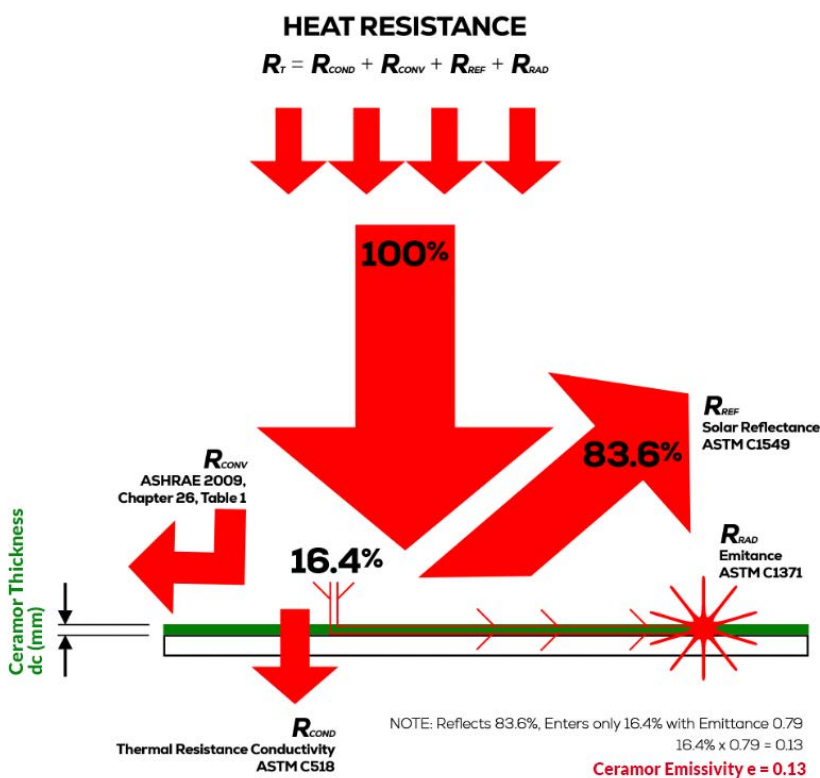 HEAT RESISTANCE
RT = RCOND + RCONV + RREF + RRAD
100%
RREF
Solar Reflectance
ASTM C1549
83.6%
RCONV
ASHRAE 2009,
Chapter 26, Table 1
RRAD
Emitance
ASTM C1371
16.4%
Ceramor Thickness
dc (mm)
RCOND
Thermal Resistance Conductivity
ASTM C518
NOTE: Reflects 83.6%, Enters only 16.4% with Emittance 0.79
16.4% x 0.79 = 0.13
Ceramor Emissivity e = 0.13